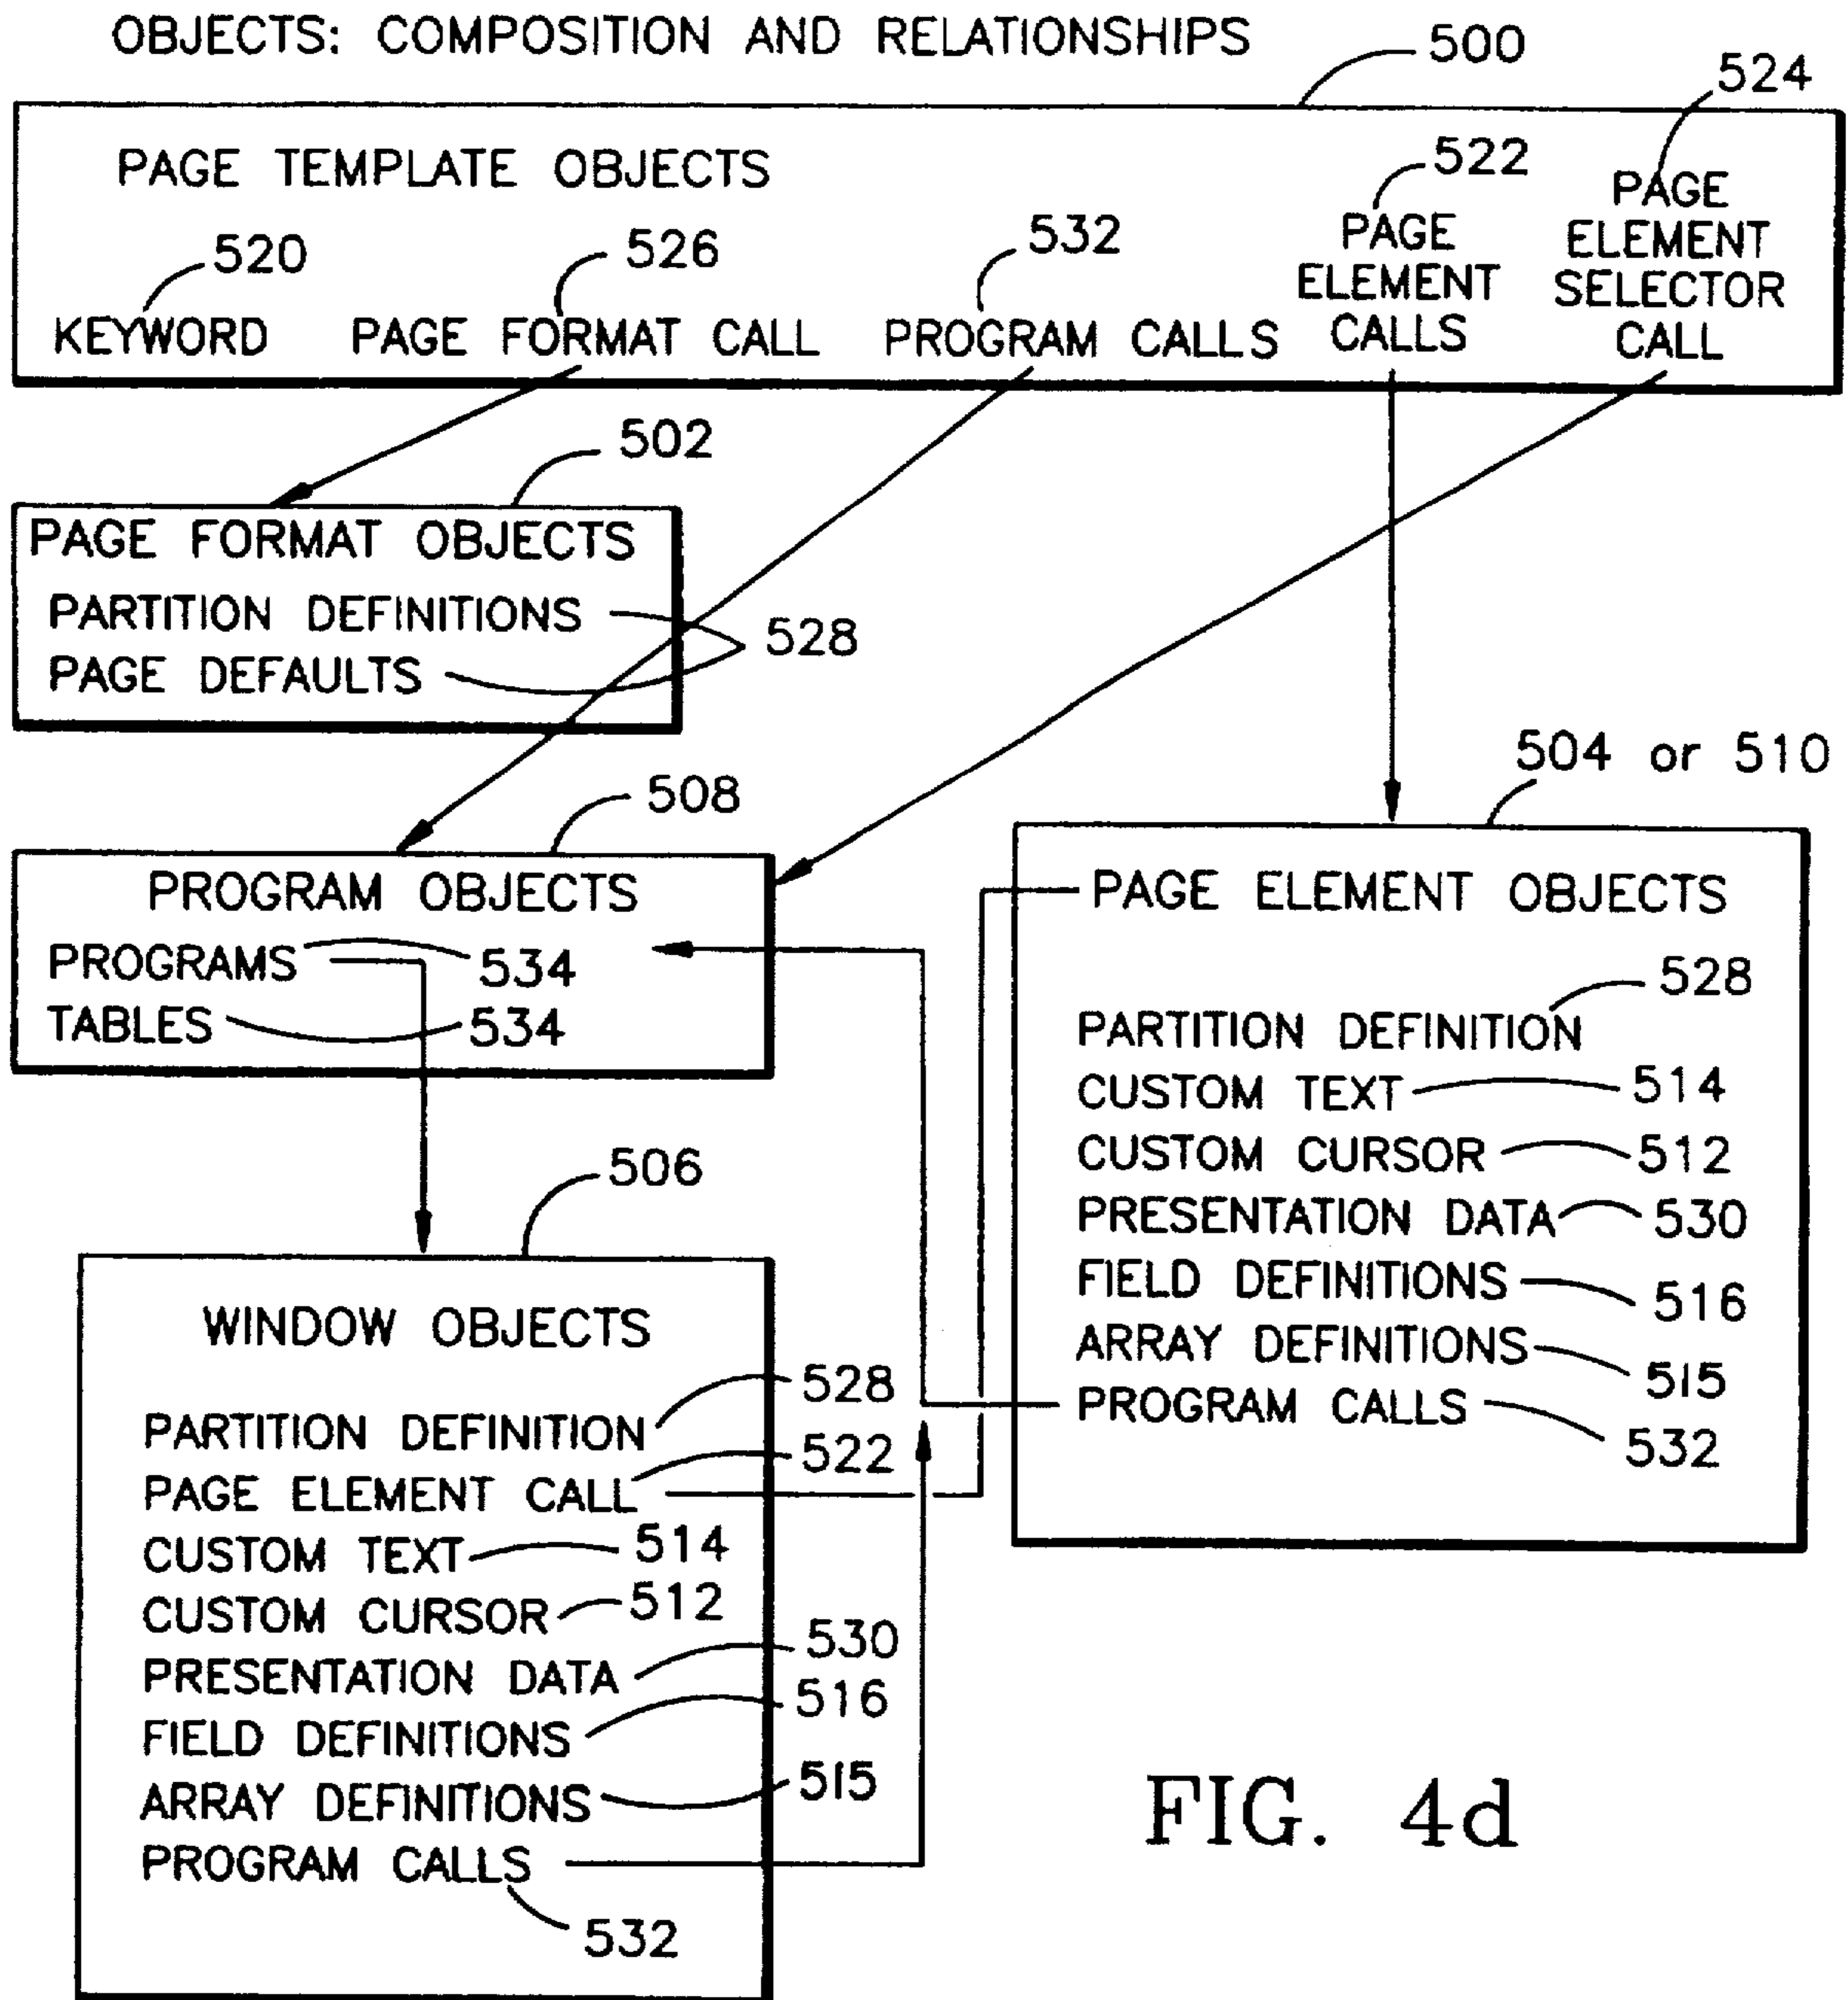 OBJECTS: COMPOSITION AND RELATIONSHIPS
500
524
PAGE TEMPLATE OBJECTS
522
520
526
532
KEYWORD
PAGE FORMAT CALL
PROGRAM CALLS
PAGE
ELEMENT
CALLS
PAGE
ELEMENT
SELECTOR
CALL
502
PAGE FORMAT OBJECTS
PARTITION DEFINITIONS
528
PAGE DEFAULTS
508
PROGRAM OBJECTS
PROGRAMS 534
TABLES 534
504 or 510
PAGE ELEMENT OBJECTS
528
PARTITION DEFINITION
CUSTOM TEXT 514
CUSTOM CURSOR 512
PRESENTATION DATA 530
FIELD DEFINITIONS 516
ARRAY DEFINITIONS 515
PROGRAM CALLS 532
506
WINDOW OBJECTS
PARTITION DEFINITION 528
PAGE ELEMENT CALL 522
CUSTOM TEXT 514
CUSTOM CURSOR 512
PRESENTATION DATA 530
FIELD DEFINITIONS 516
ARRAY DEFINITIONS 515
PROGRAM CALLS
532
FIG. 4d